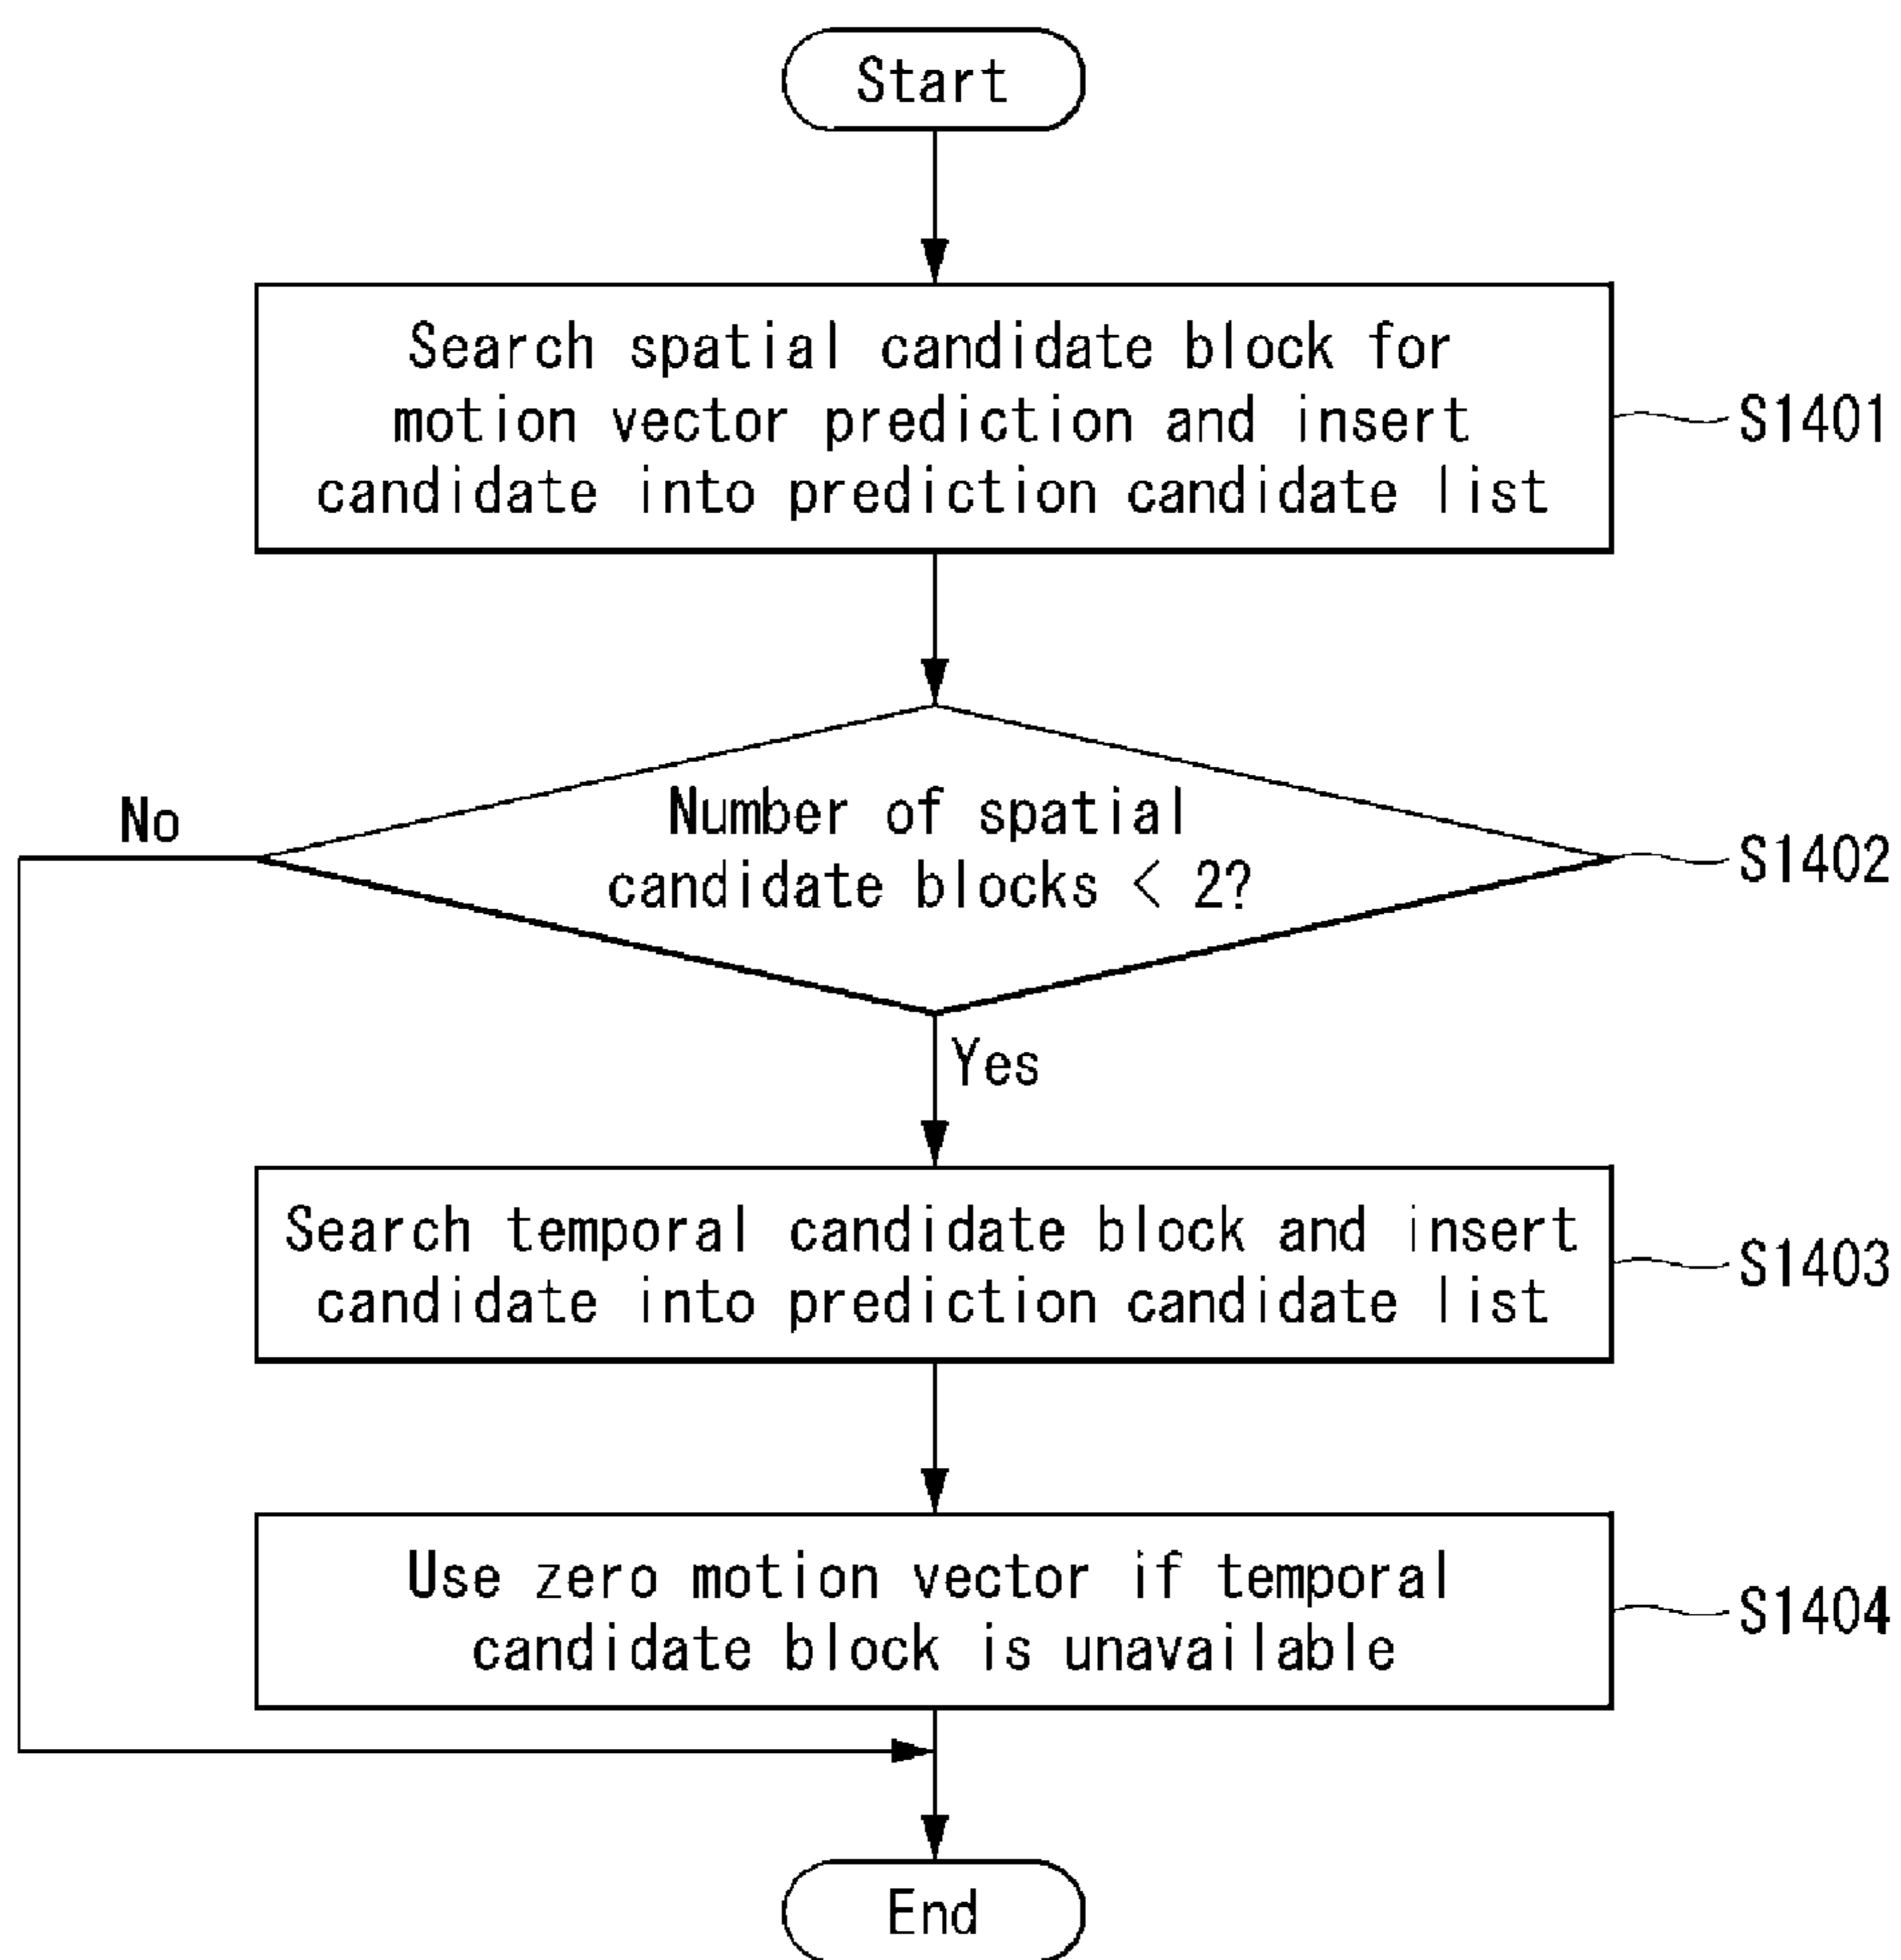 Start
Search spatial candidate block for
motion vector prediction and insert
candidate into prediction candidate list
S1401
No
Number of spatial
candidate blocks < 2?
S1402
Yes
Search temporal candidate block and insert
candidate into prediction candidate list
S1403
Use zero motion vector if temporal
candidate block is unavailable
S1404
End